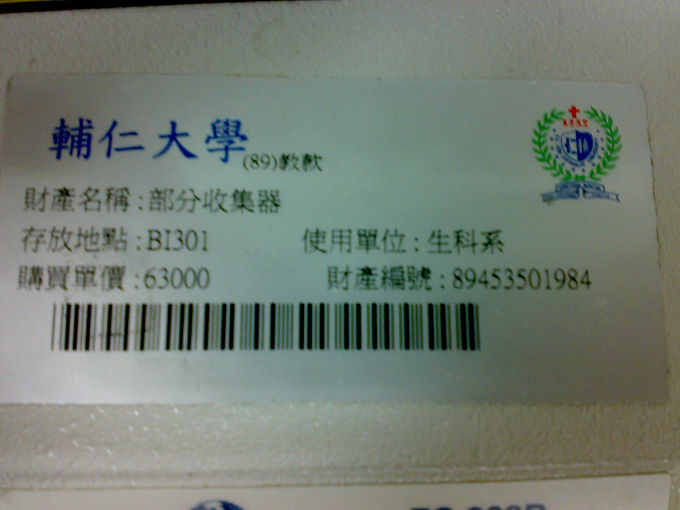 輔仁大學 (89)教款
財產名稱:部分收集器
存放地點:BI301 使用單位:生科系
購買單價:63000 財產編號:89453501984